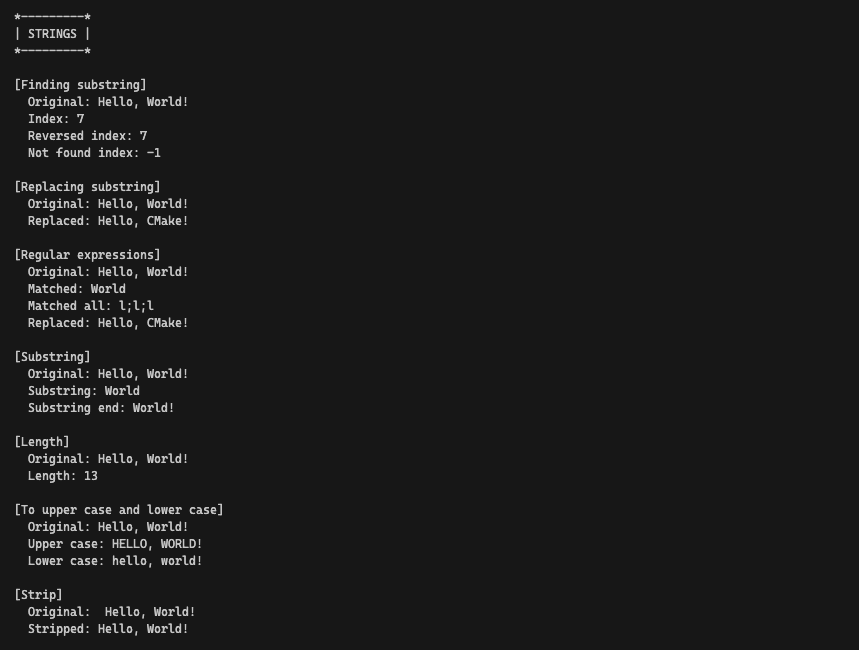 *---------*
| STRINGS |
*---------*

[Finding substring]
  Original: Hello, World!
  Index: 7
  Reversed index: 7
  Not found index: -1

[Replacing substring]
  Original: Hello, World!
  Replaced: Hello, CMake!

[Regular expressions]
  Original: Hello, World!
  Matched: World
  Matched all: l;l;l
  Replaced: Hello, CMake!

[Substring]
  Original: Hello, World!
  Substring: World
  Substring end: World!

[Length]
  Original: Hello, World!
  Length: 13

[To upper case and lower case]
  Original: Hello, World!
  Upper case: HELLO, WORLD!
  Lower case: hello, world!

[Strip]
  Original:  Hello, World!
  Stripped: Hello, World!